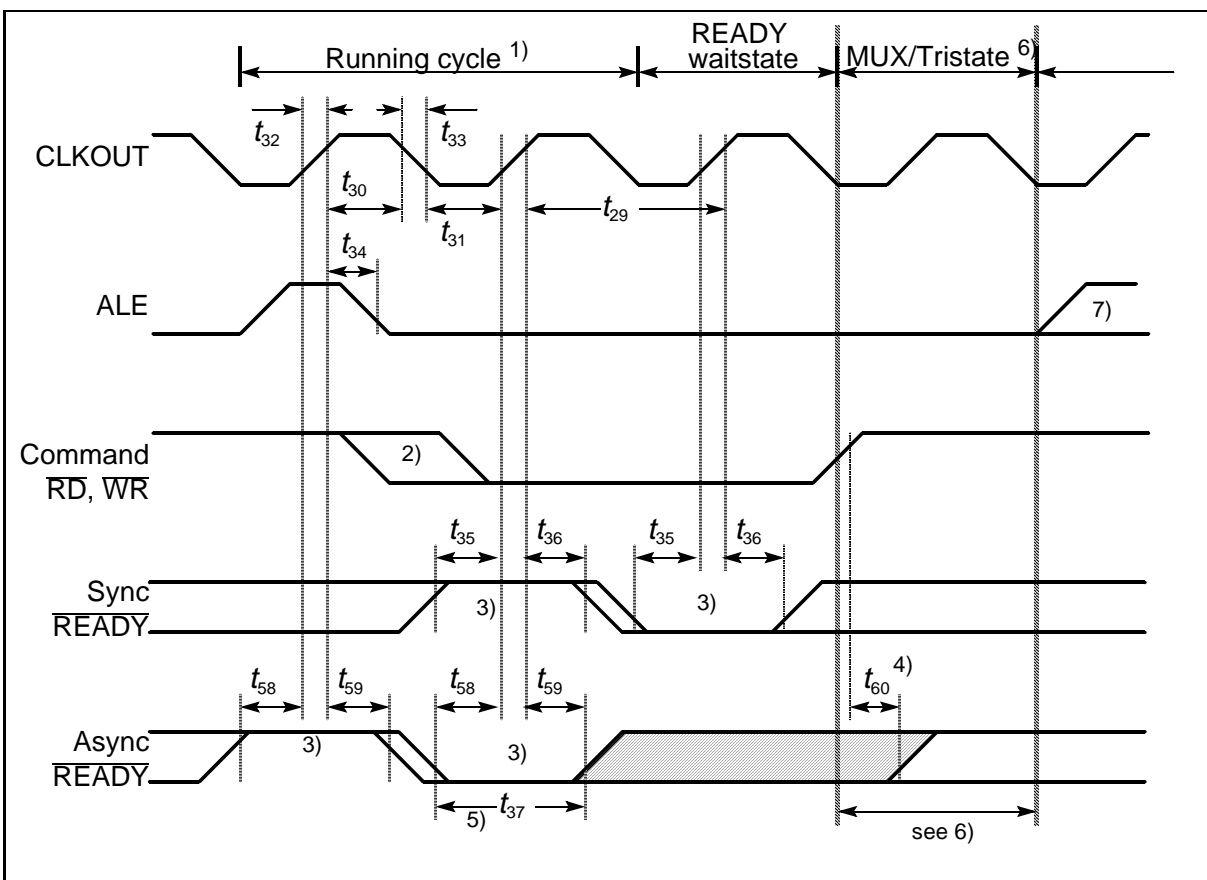 READY
Running cycle 1) waitstate MUX/Tristate 6)
t32 t33
CLKOUT
t30
t31 t29
t34
ALE 7)
Command 2)
RD, WR
t35 t36 t35 t36
Sync
READY 3) 3)
t58 t59 t58 t59 t60 4)
Async 3) 3)
READY
5) t37
see 6)